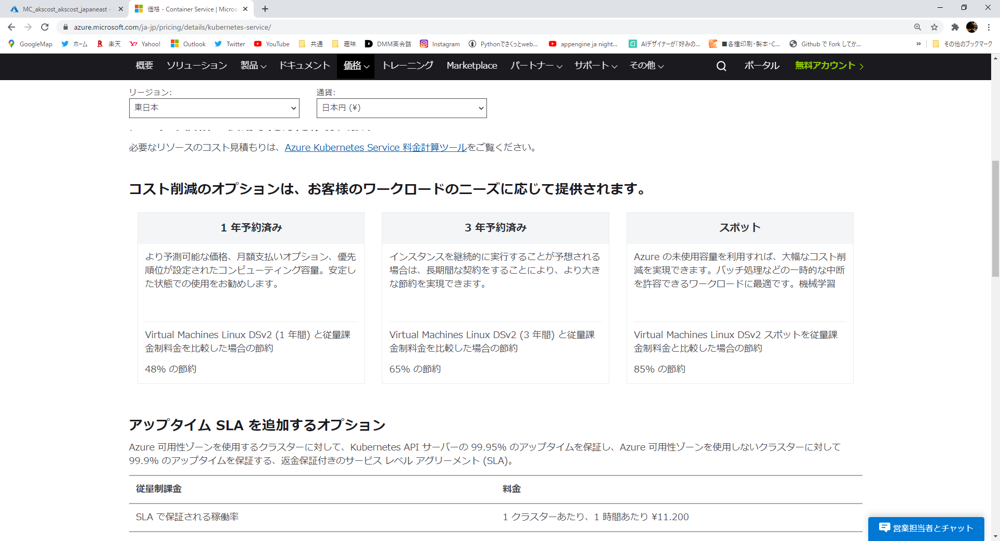 MC_akscost_akscost_japaneast -
価格 - Container Service | Micros
azure.microsoft.com/ja-jp/pricing/details/kubernetes-service/
GoogleMap
ホーム
楽天
Yahoo!
Outlook
Twitter
YouTube
共通
趣味
DMM英会話
Instagram
Pythonでさくっとweb...
appengine ja night...
AIデザイナーが「好みの...
■各種印刷・製本・C...
Github で Fork してか...
»
その他のブックマーク
概要
ソリューション
製品
ドキュメント
価格
トレーニング
Marketplace
パートナー
サポート
その他
ポータル
無料アカウント
リージョン:
通貨:
東日本
日本円 (¥)
必要なリソースのコスト見積もりは、Azure Kubernetes Service 料金計算ツールをご覧ください。
コスト削減のオプションは、お客様のワークロードのニーズに応じて提供されます。
1 年予約済み
より予測可能な価格、月額支払いオプション、優先
順位が設定されたコンピューティング容量。安定し
た状態での使用をお勧めします。
Virtual Machines Linux DSv2 (1 年間) と従量課
金制料金を比較した場合の節約
48% の節約
3 年予約済み
インスタンスを継続的に実行することが予想される
場合は、長期間な契約をすることにより、より大き
な節約を実現できます。
Virtual Machines Linux DSv2 (3 年間) と従量課
金制料金を比較した場合の節約
65% の節約
スポット
Azure の未使用容量を利用すれば、大幅なコスト削
減を実現できます。バッチ処理などの一時的な中断
を許容できるワークロードに最適です。機械学習
Virtual Machines Linux DSv2 スポットを従量課
金制料金と比較した場合の節約
85% の節約
アップタイム SLA を追加するオプション
Azure 可用性ゾーンを使用するクラスターに対して、Kubernetes API サーバーの 99.95% のアップタイムを保証し、Azure 可用性ゾーンを使用しないクラスターに対して
99.9% のアップタイムを保証する、返金保証付きのサービス レベル アグリーメント (SLA)。
従量制課金
料金
SLA で保証される稼働率
1 クラスターあたり、1 時間あたり ¥11.200
営業担当者とチャット